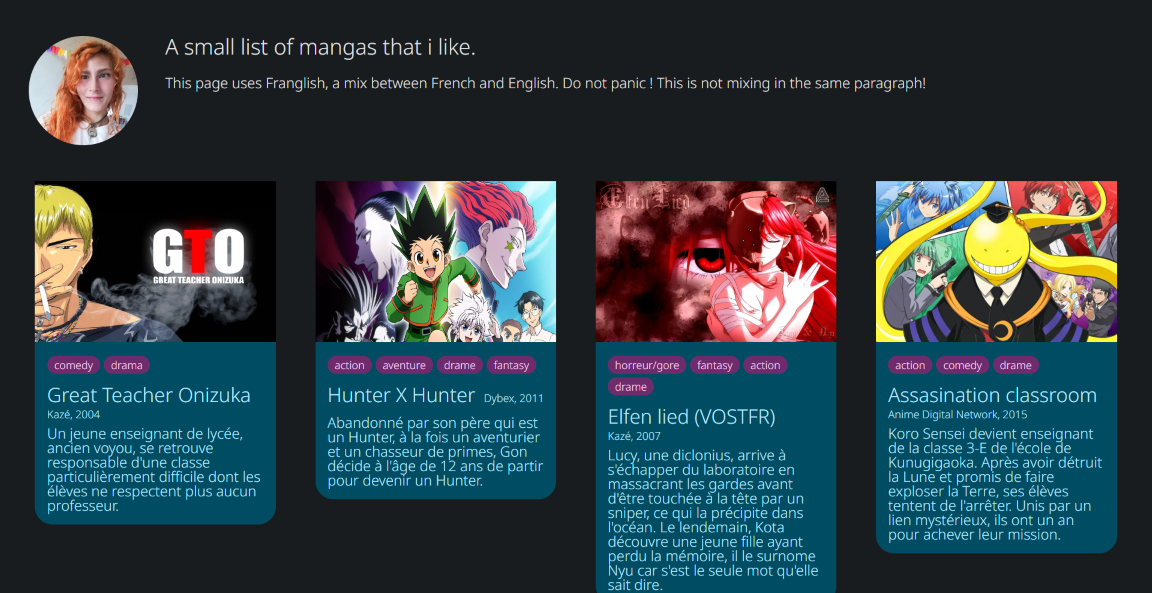 A small list of mangas that i like.
This page uses Franglish, a mix between French and English. Do not panic ! This is not mixing in the same paragraph!
GTO
GREAT TEACHER ONIZUKA
comedy drama
Great Teacher Onizuka
Kazé, 2004
Un jeune enseignant de lycée,
ancien voyou, se retrouve
responsable d'une classe
particulièrement difficile dont les
élèves ne respectent plus aucun
professeur.
action aventure drame fantasy
Hunter X Hunter Dybex, 2011
Abandonné par son père qui est
un Hunter, à la fois un aventurier
et un chasseur de primes, Gon
décide à l'âge de 12 ans de partir
pour devenir un Hunter.
Elfen Lied
horreur/gore fantasy action
drame
Elfen lied (VOSTFR)
Kazé, 2007
Lucy, une diclonius, arrive à
s'échapper du laboratoire en
massacrant les gardes avant
d'être touchée à la tête par un
sniper, ce qui la précipite dans
l'océan. Le lendemain, Kota
découvre une jeune fille ayant
perdu la mémoire, il le surnome
Nyu car s'est le seule mot qu'elle
sait dire.
action comedy drame
Assasination classroom
Anime Digital Network, 2015
Koro Sensei devient enseignant
de la classe 3-E de l'école de
Kunugigaoka. Après avoir détruit
la Lune et promis de faire
exploser la Terre, ses élèves
tentent de l'arrêter. Unis par un
lien mystérieux, ils ont un an
pour achever leur mission.